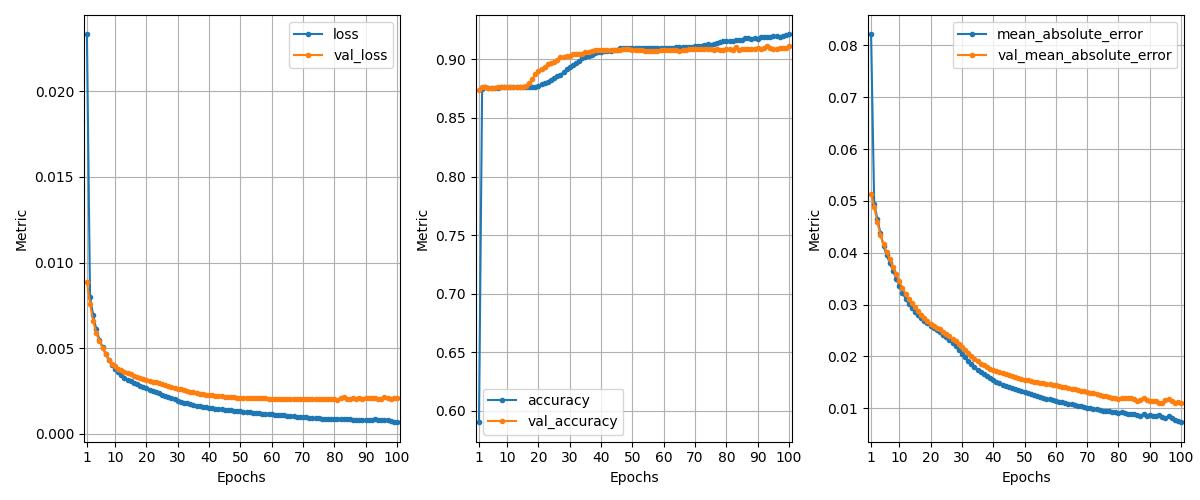 loss
val_loss
0.020
0.015
0.010
0.005
0.000
Metric
1 10 20 30 40 50 60 70 80 90 100
Epochs
0.90
0.85
0.80
0.75
0.70
0.65
0.60
Metric
accuracy
val_accuracy
1 10 20 30 40 50 60 70 80 90 100
Epochs
mean_absolute_error
val_mean_absolute_error
0.08
0.07
0.06
0.05
0.04
0.03
0.02
0.01
Metric
1 10 20 30 40 50 60 70 80 90 100
Epochs